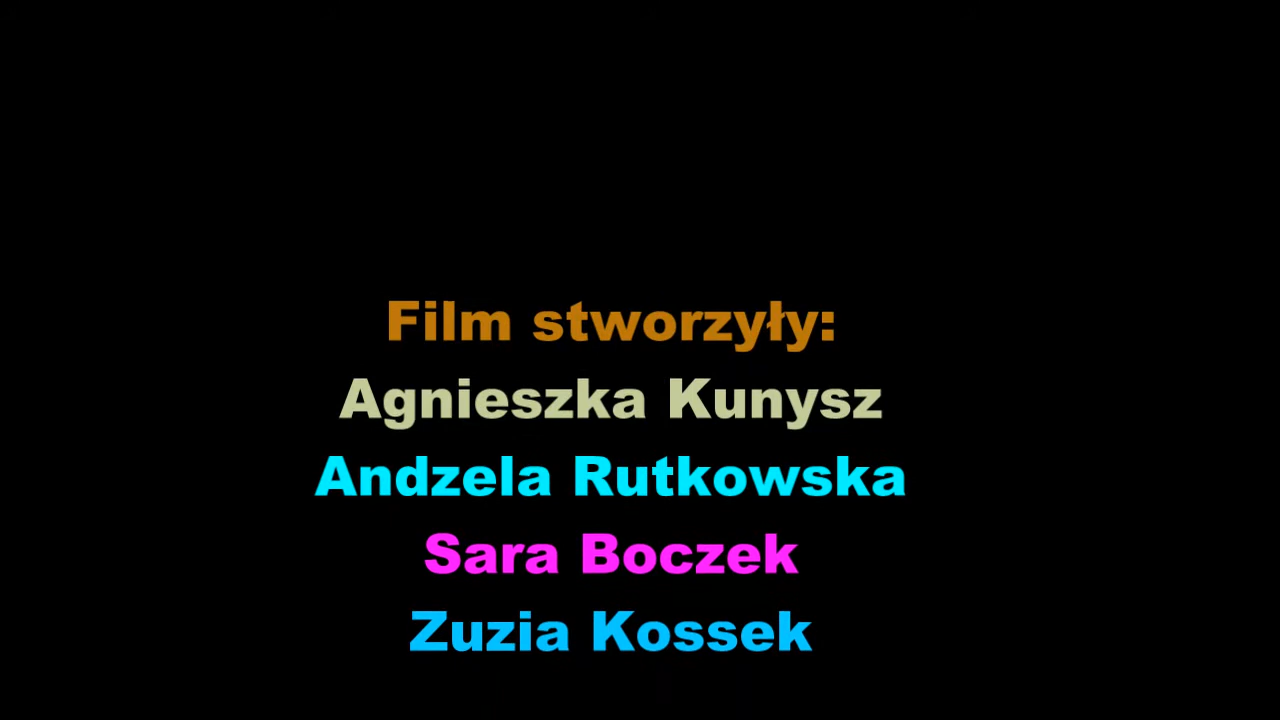 Film stworzyły:
Agnieszka Kunysz
Andzela Rutkowska
Sara Boczek
Zuzia Kossek